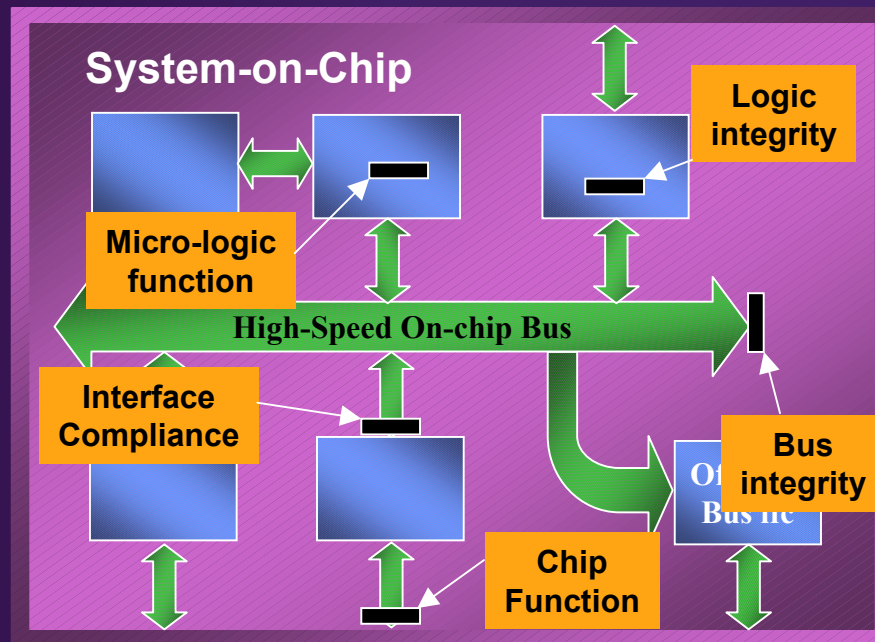 System-on-Chip
Logic
integrity
Micro-logic
function
High-Speed On-chip Bus
Interface
Compliance
Bus
integrity
Bus
Chip
Function